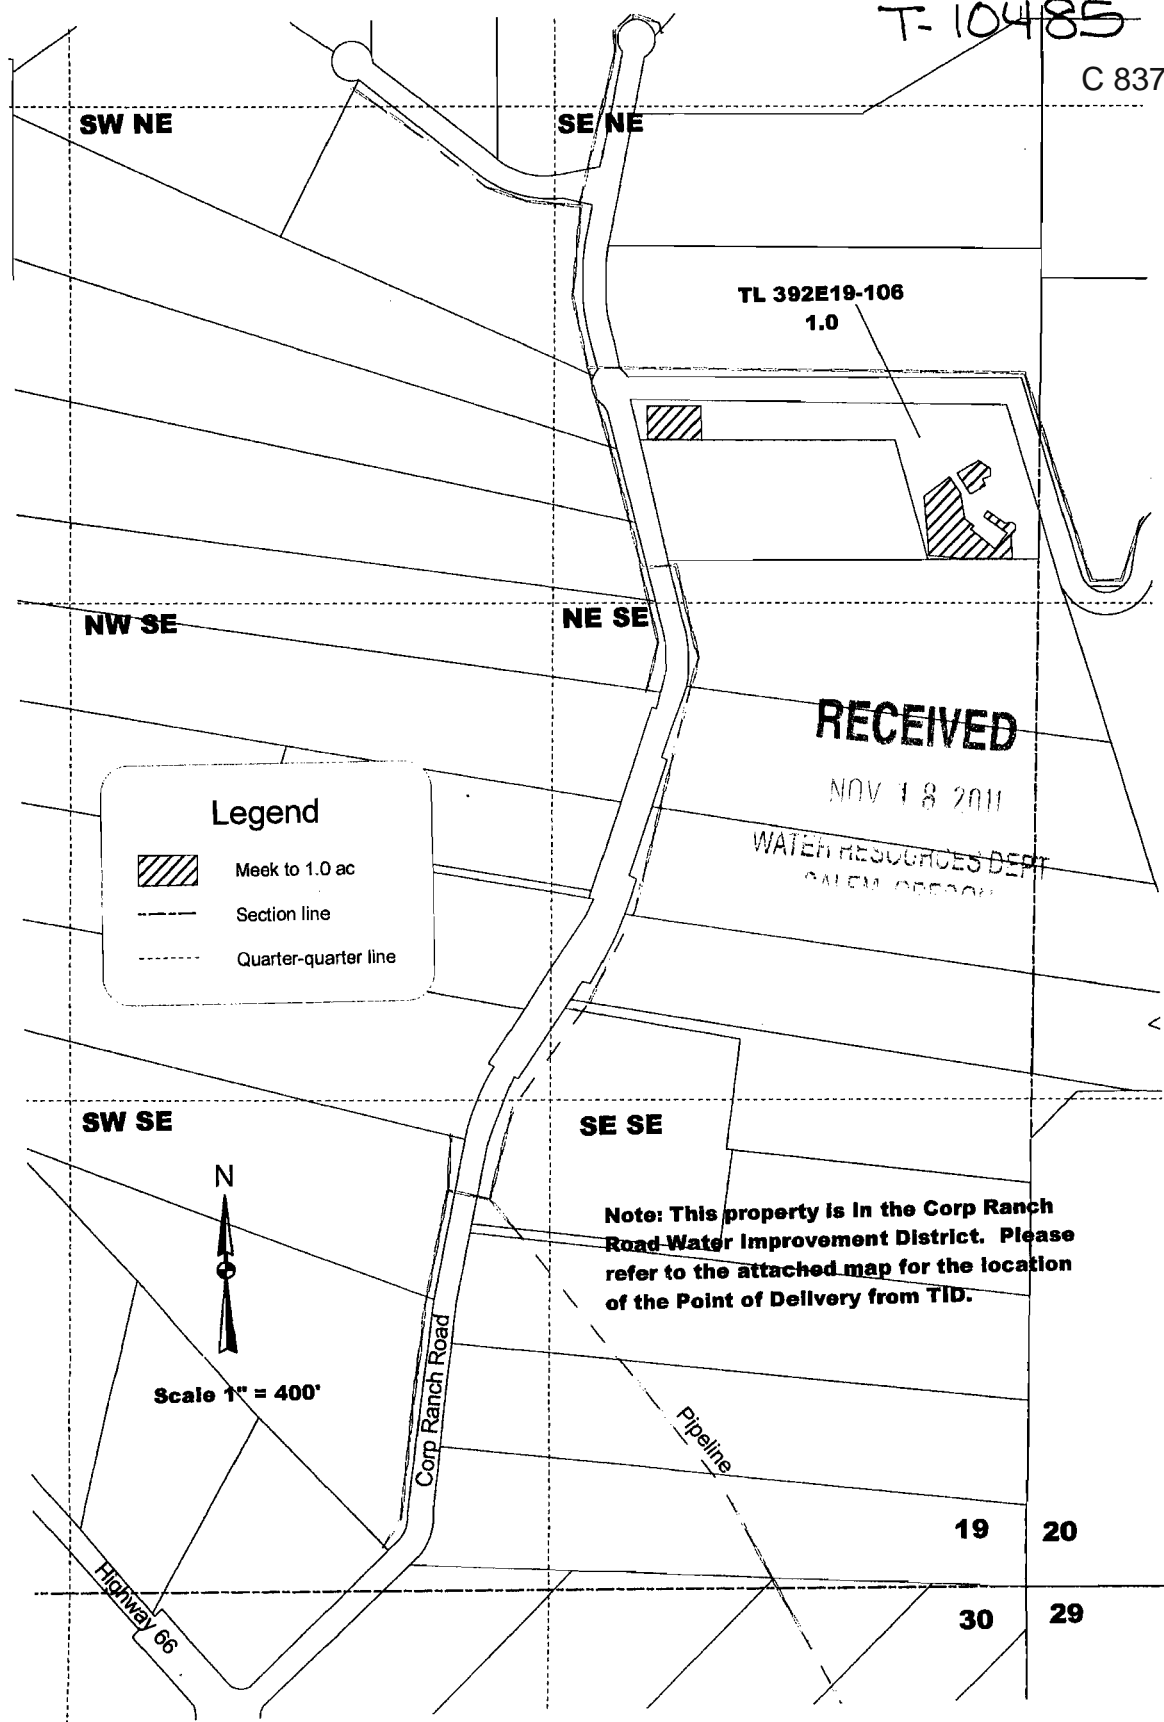 T-10485
C 837
SW NE
SE NE
TL 392E19-106
1.0
NW SE
NE SE
RECEIVED
NOV 18 2011
WATER RESOURCES DEPT
SALEM, OREGON
Legend
Meek to 1.0 ac
Section line
Quarter-quarter line
SW SE
SE SE
N
Note: This property is in the Corp Ranch
Road Water Improvement District. Please
refer to the attached map for the location
of the Point of Delivery from TID.
Scale 1" = 400'
Corp Ranch Road
Pipeline
19
20
Highway 66
30
29